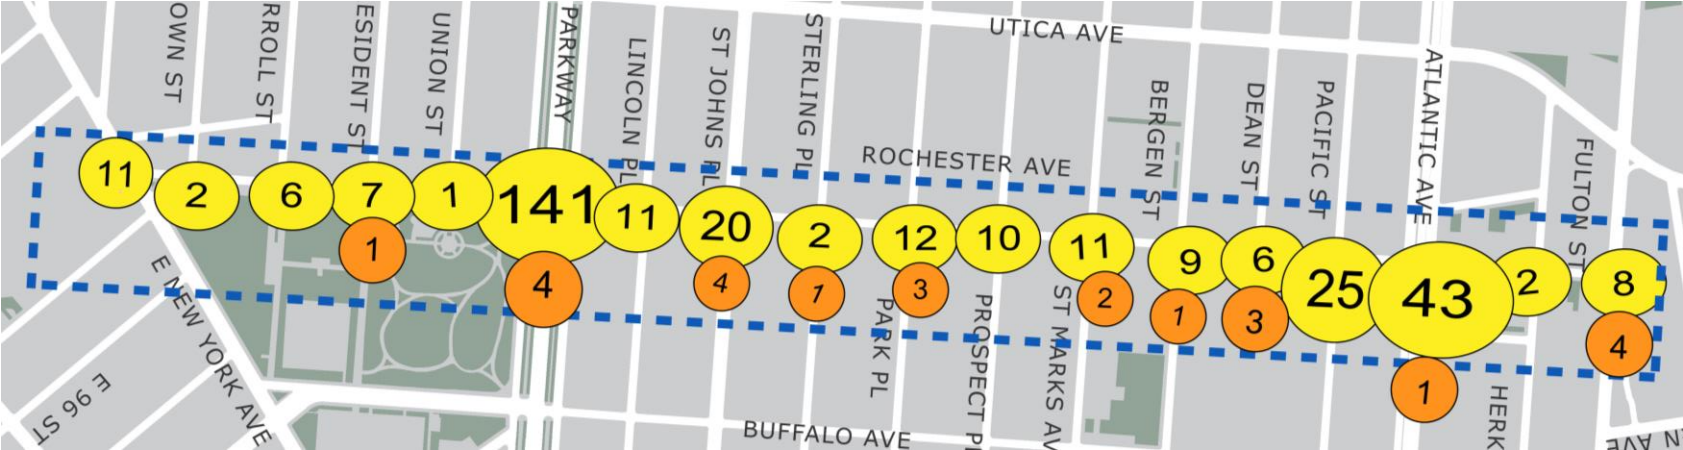 OWN ST
RROLL ST
ESIDENT ST
UNION ST
PARKWAY
LINCOLN PL
ST JOHNS PL
STERLING PL
UTICA AVE
ROCHESTER AVE
BERGEN ST
DEAN ST
PACIFIC ST
ATLANTIC AVE
FULTON ST
11
2
6
7
1
141
11
20
2
12
10
11
9
6
25
43
2
8
1
4
4
1
3
2
1
3
1
4
E NEW YORK AVE
E 96 ST
PARK PL
PROSPECT PL
ST MARKS AV
BUFFALO AVE
HERK
N AVE